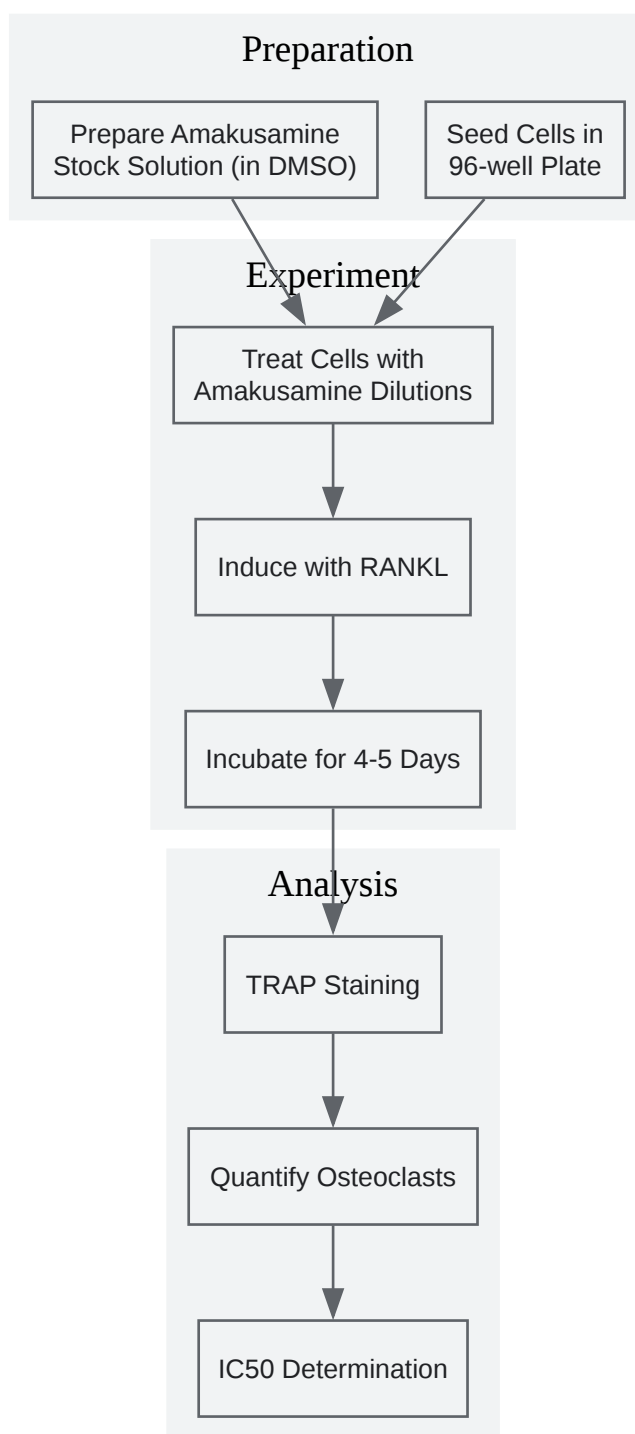 Preparation
Prepare Amakusamine
Stock Solution (in DMSO)
Seed Cells in
96-well Plate
Experiment
Treat Cells with
Amakusamine Dilutions
Induce with RANKL
Incubate for 4-5 Days
Analysis
TRAP Staining
Quantify Osteoclasts
IC50 Determination